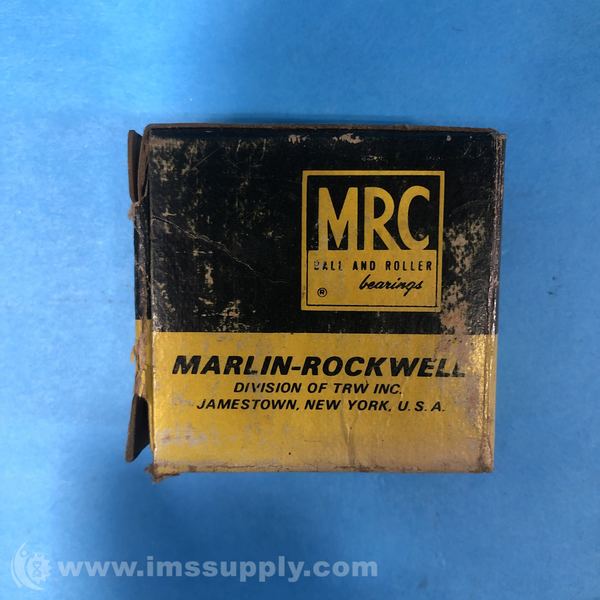 MRC
BALL AND ROLLER
bearings
®
MARLIN-ROCKWELL
DIVISION OF TRW INC.
JAMESTOWN, NEW YORK, U.S.A.
www.imssupply.com